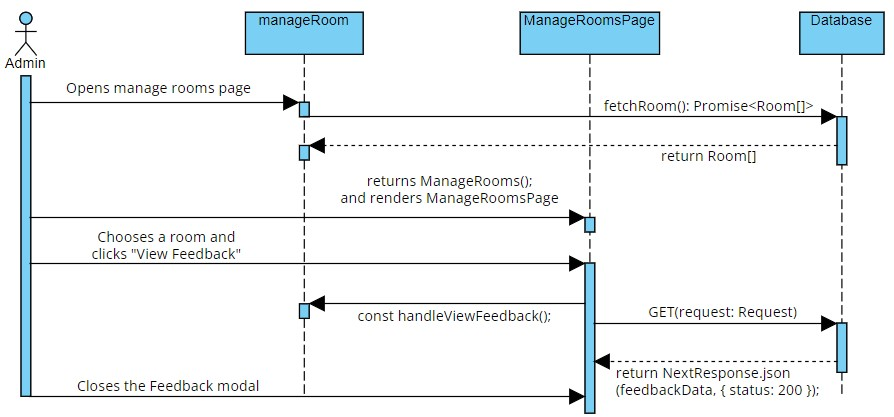 manageRoom
ManageRoomsPage
Database
Admin
Opens manage rooms page
fetchRoom(): Promise<Room[]>
return Room[]
returns ManageRooms();
and renders ManageRoomsPage
Chooses a room and
clicks "View Feedback"
const handleViewFeedback();
GET(request: Request)
return NextResponse.json
(feedbackData, { status: 200 });
Closes the Feedback modal